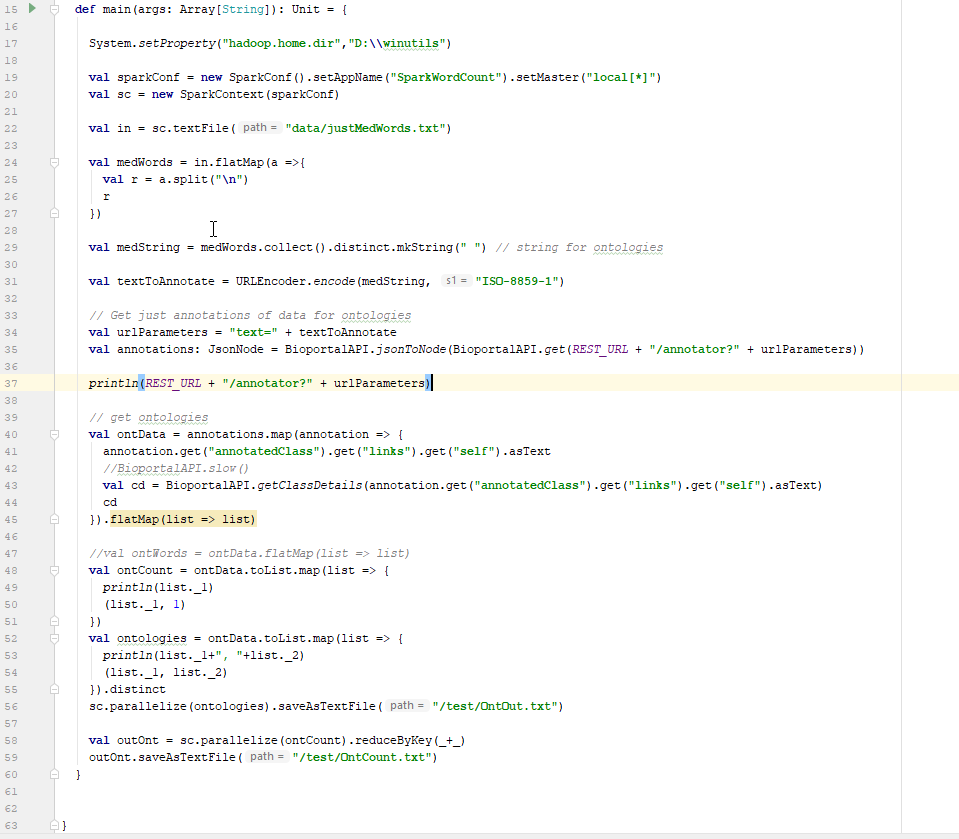 15 def main(args: Array[String]): Unit = {
16
17 System.setProperty("hadoop.home.dir","D:\\winutils")
18
19 val sparkConf = new SparkConf().setAppName("SparkWordCount").setMaster("local[*]")
20 val sc = new SparkContext(sparkConf)
21
22 val in = sc.textFile( path = "data/justMedWords.txt")
23
24 val medWords = in.flatMap(a =>{
25 val r = a.split("\n")
26 r
27 })
28
29 val medString = medWords.collect().distinct.mkString(" ") // string for ontologies
30
31 val textToAnnotate = URLEncoder.encode(medString, s1 = "ISO-8859-1")
32
33 // Get just annotations of data for ontologies
34 val urlParameters = "text=" + textToAnnotate
35 val annotations: JsonNode = BioportalAPI.jsonToNode(BioportalAPI.get(REST_URL + "/annotator?" + urlParameters))
36
37 println(REST_URL + "/annotator?" + urlParameters)
38
39 // get ontologies
40 val ontData = annotations.map(annotation => {
41 annotation.get("annotatedClass").get("links").get("self").asText
42 //BioportalAPI.slow()
43 val cd = BioportalAPI.getClassDetails(annotation.get("annotatedClass").get("links").get("self").asText)
44 cd
45 }).flatMap(list => list)
46
47 //val ontWords = ontData.flatMap(list => list)
48 val ontCount = ontData.toList.map(list => {
49 println(list._1)
50 (list._1, 1)
51 })
52 val ontologies = ontData.toList.map(list => {
53 println(list._1+", "+list._2)
54 (list._1, list._2)
55 }).distinct
56 sc.parallelize(ontologies).saveAsTextFile( path = "/test/OntOut.txt")
57
58 val outOnt = sc.parallelize(ontCount).reduceByKey(_+_)
59 outOnt.saveAsTextFile( path = "/test/OntCount.txt")
60 }
61
62
63 }